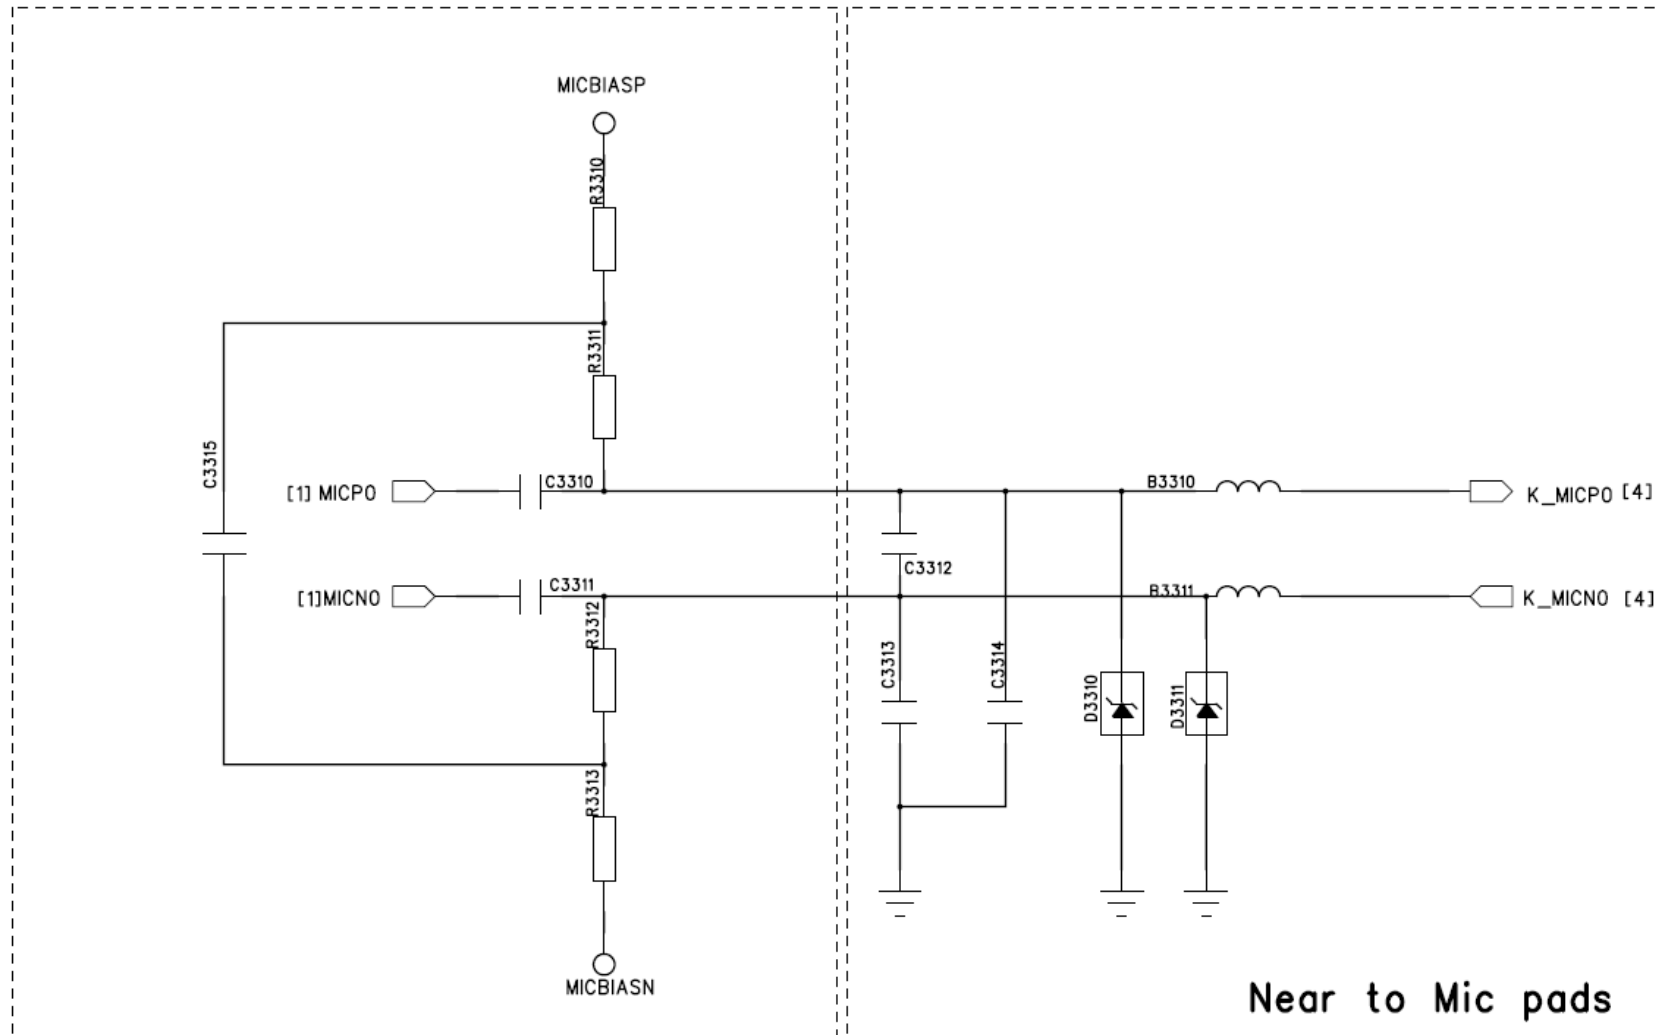 MICBIASP
R3310
R3311
C3315
[1] MICP0
C3310
B3310
K_MICP0 [4]
C3312
[1]MICN0
C3311
B3311
K_MICN0 [4]
R3312
C3313
C3314
D3310
D3311
R3313
MICBIASN
Near to Mic pads